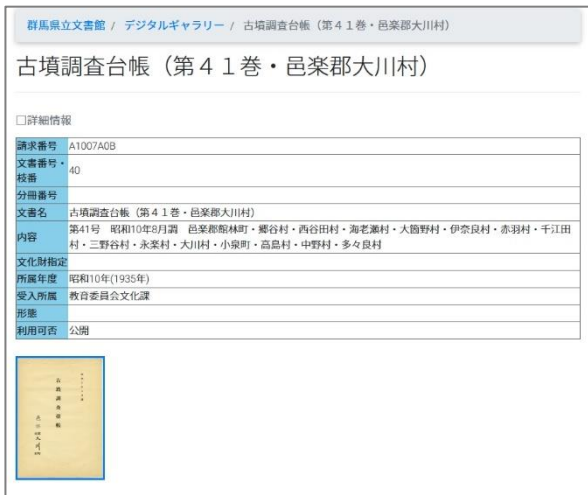 群馬県立文書館 / デジタルギャラリー / 古墳調査台帳（第４１巻・邑楽郡大川村）
古墳調査台帳（第４１巻・邑楽郡大川村）
□詳細情報
請求番号 A1007A0B
文書番号・枝番 40
分冊番号
文書名 古墳調査台帳（第４１巻・邑楽郡大川村）
内容 第41号 昭和10年8月調 邑楽郡館林町・郷谷村・西谷田村・海老瀬村・大箇野村・伊奈良村・赤羽村・千江田
村・三野谷村・永楽村・大川村・小泉町・高島村・中野村・多々良村
文化財指定
所属年度 昭和10年(1935年)
受入所属 教育委員会文化課
形態
利用可否 公開
古墳調査台帳